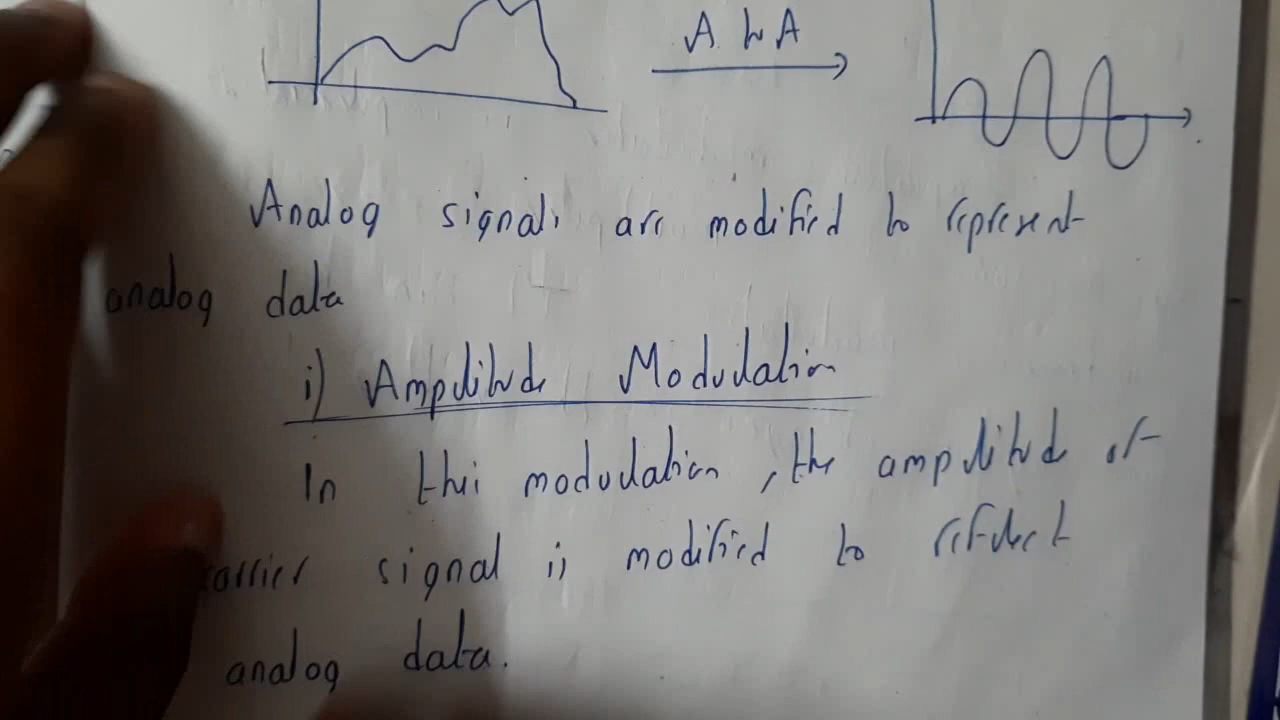 A to A
Analog signals are modified to represent
analog data
i) Amplitude Modulation
In this modulation, the amplitude of
carrier signal is modified to reflect
analog data.